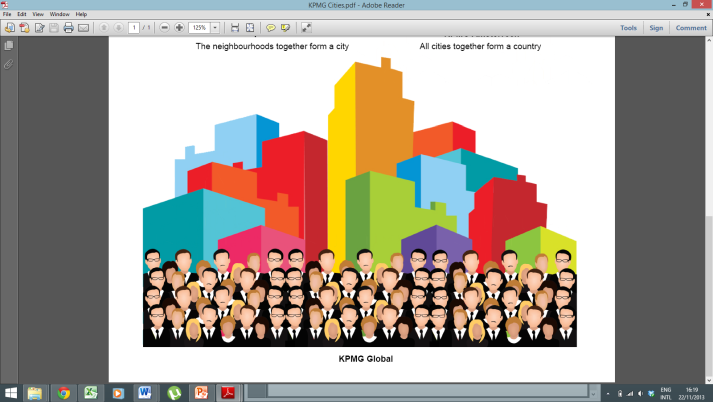 KPMG Cities.pdf - Adobe Reader
File Edit View Window Help
1 / 1
125%
Tools Sign Comment
The neighbourhoods together form a city
All cities together form a country
KPMG Global
ENG
INTL
16:19
22/11/2013